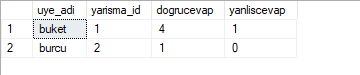 uye_adi yarisma_id dogrucevap yanliscevap
1 buket 1 4 1
2 burcu 2 1 0